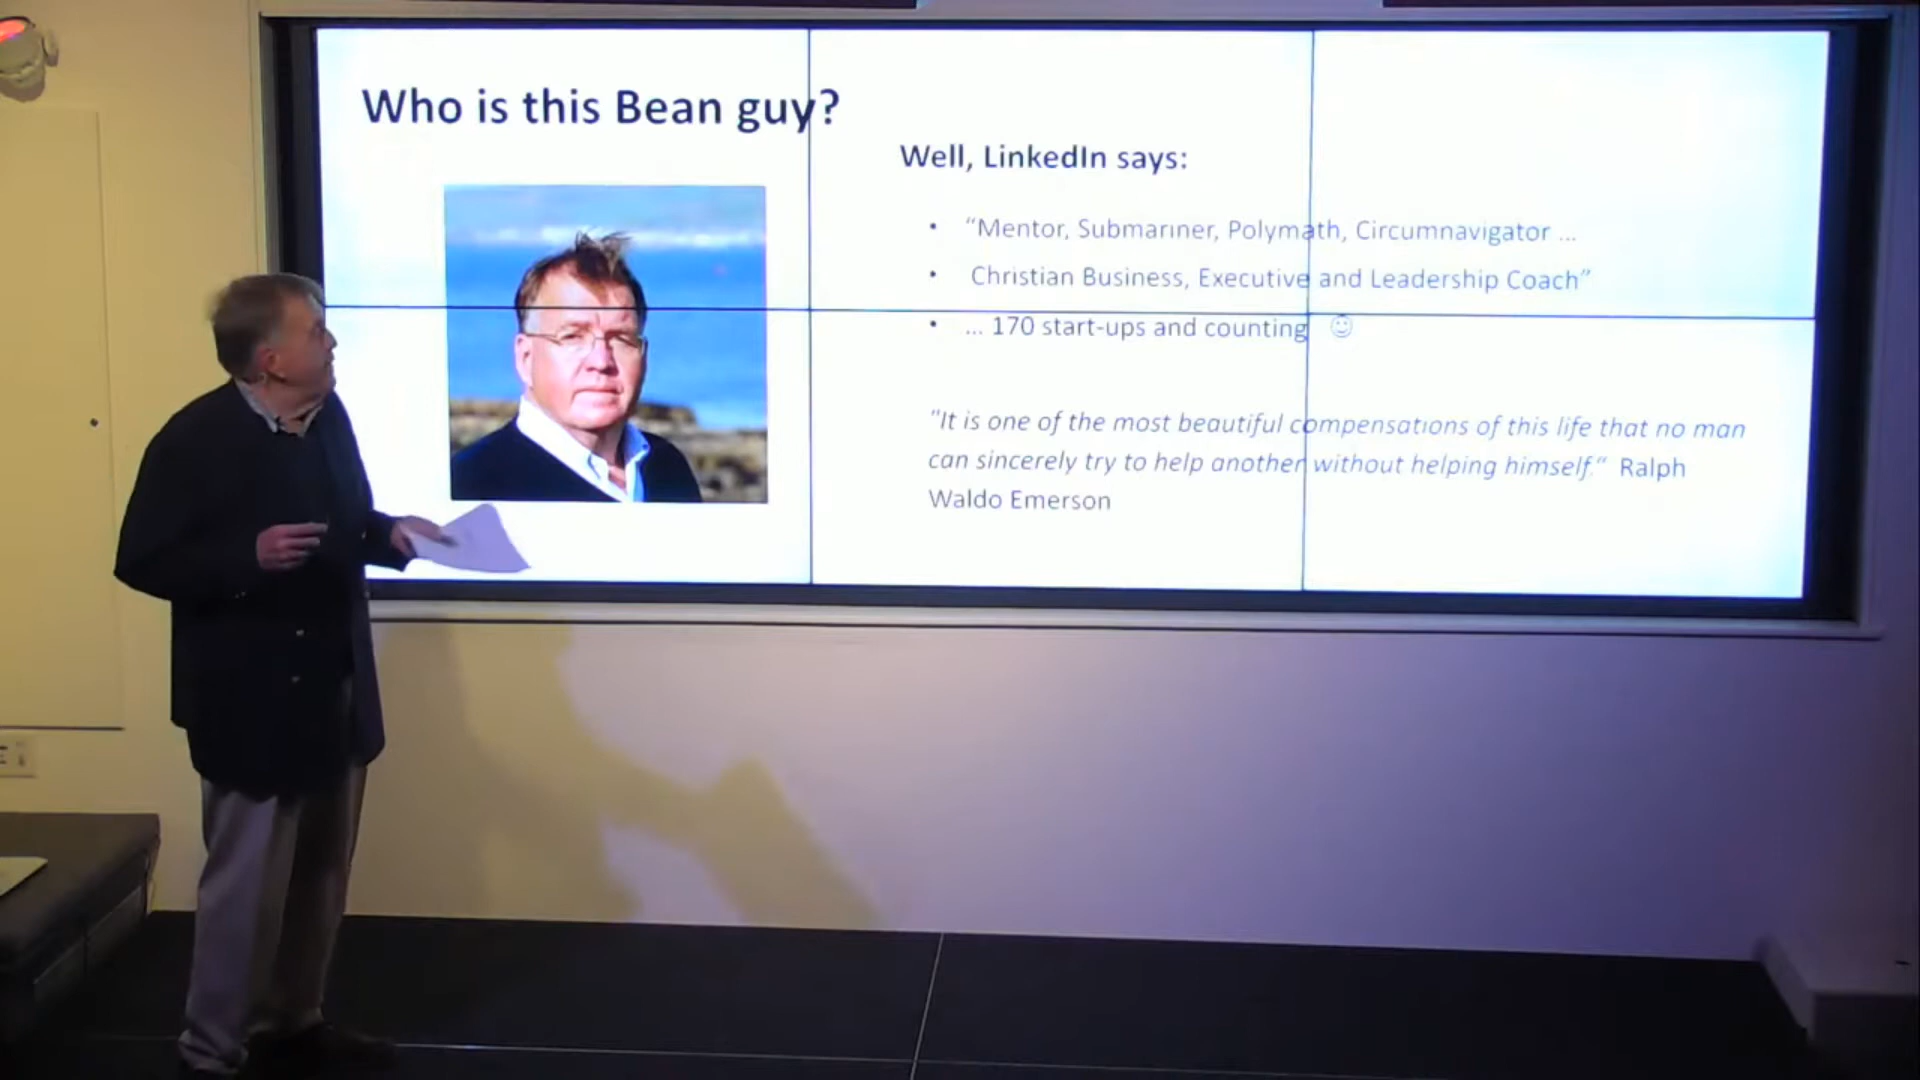 Who is this Bean guy?
Well, LinkedIn says:
• “Mentor, Submariner, Polymath, Circumnavigator ...
• Christian Business, Executive and Leadership Coach”
• ... 170 start-ups and counting ☺
"It is one of the most beautiful compensations of this life that no man
can sincerely try to help another without helping himself." Ralph
Waldo Emerson